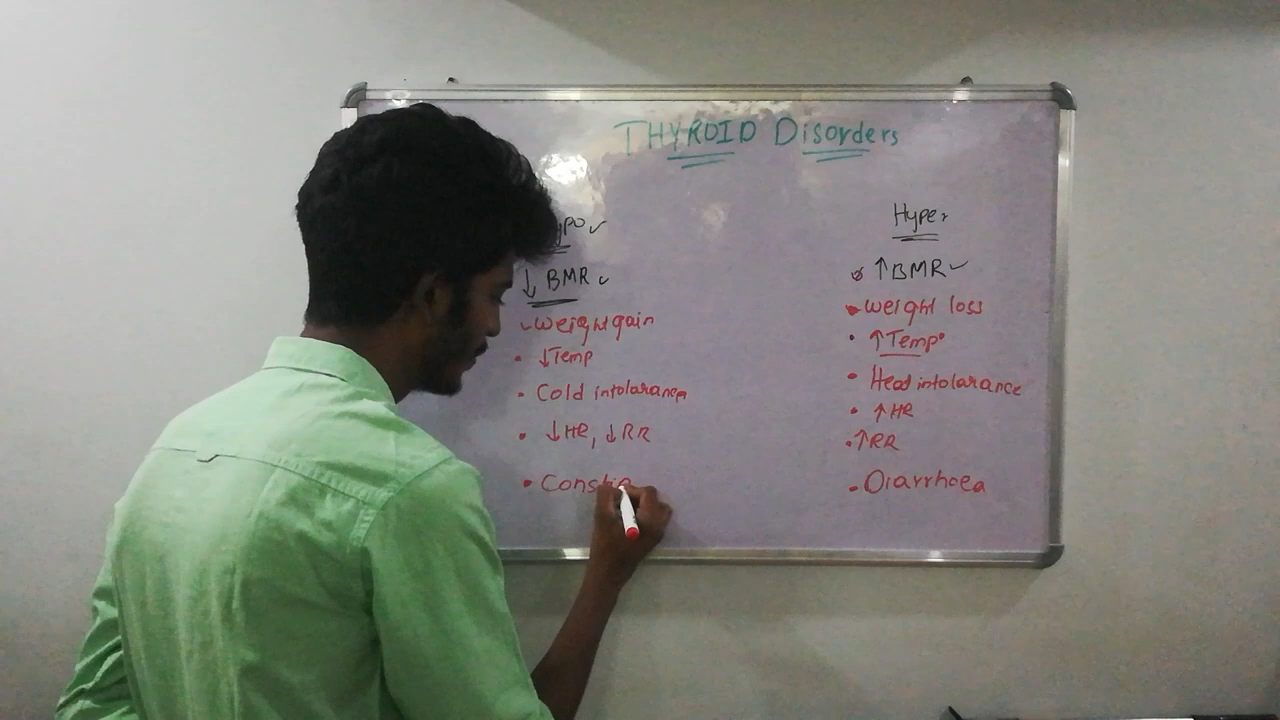 THYROID Disorders
ypo ✓
↓ BMR ✓
weight gain
• ↓Temp
• Cold intolarance
• ↓HR, ↓RR
• Consti
Hyper
↑BMR ✓
• weight loss
• ↑Temp°
• Heat intolarance
• ↑HR
• ↑RR
• Diarrhoea